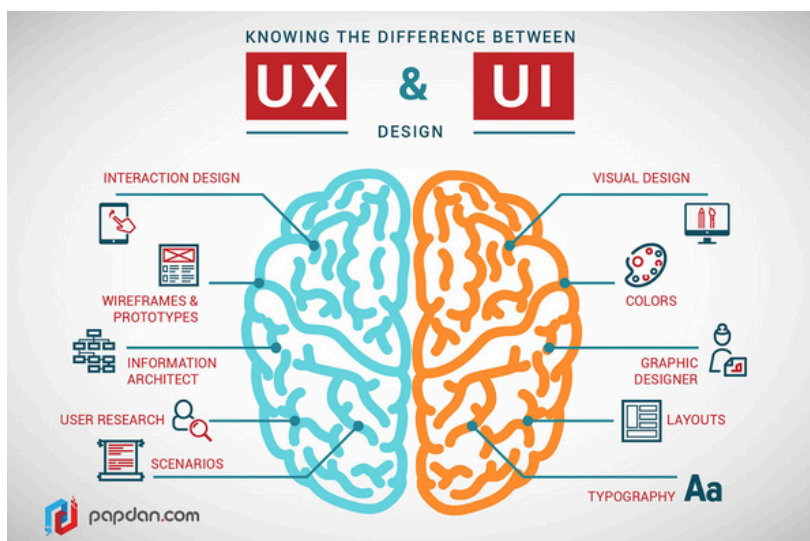 KNOWING THE DIFFERENCE BETWEEN
UX & UI
DESIGN
INTERACTION DESIGN
WIREFRAMES &
PROTOTYPES
INFORMATION
ARCHITECT
USER RESEARCH
SCENARIOS
VISUAL DESIGN
COLORS
GRAPHIC
DESIGNER
LAYOUTS
TYPOGRAPHY Aa
papdan.com